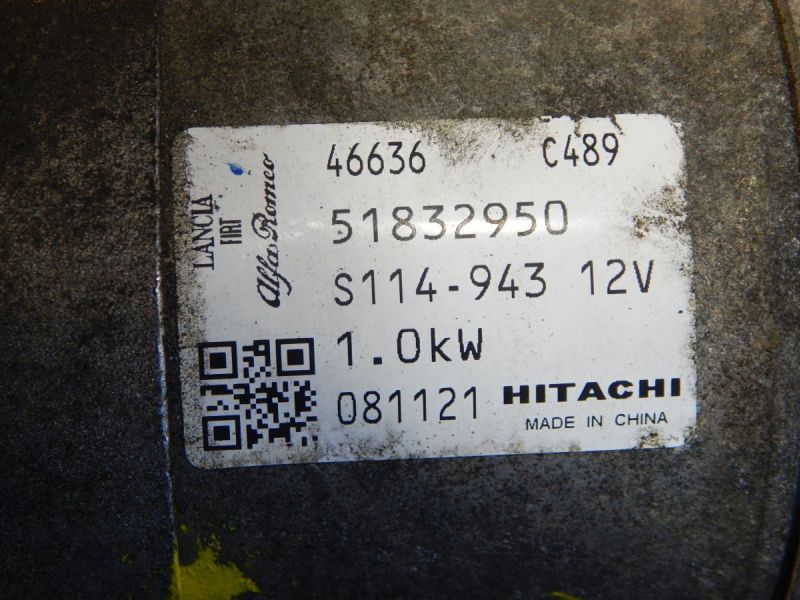 46636 C489
LANCIA
FIAT
Alfa Romeo
51832950
S114-943 12V
1.0kW
081121 HITACHI
MADE IN CHINA